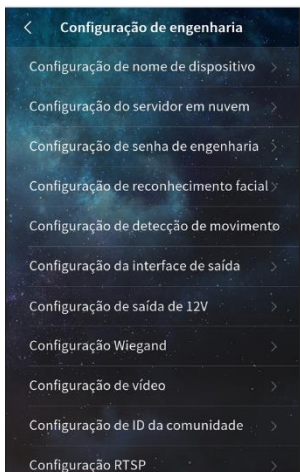 Configuração de engenharia
Configuração de nome de dispositivo
Configuração do servidor em nuvem
Configuração de senha de engenharia
Configuração de reconhecimento facial
Configuração de detecção de movimento
Configuração da interface de saída
Configuração de saída de 12V
Configuração Wiegand
Configuração de vídeo
Configuração de ID da comunidade
Configuração RTSP